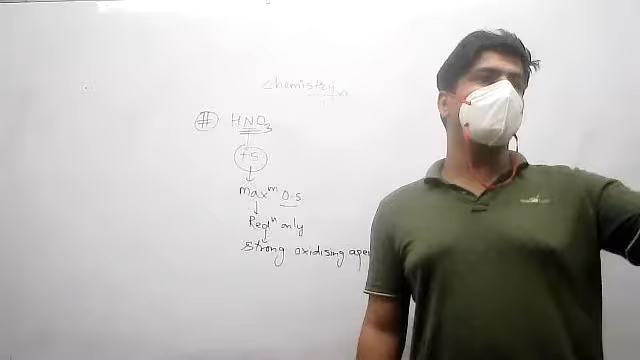 Chemistry
# HNO3
+5
maxᵐ O.S
Redⁿ only
strong oxidising agen